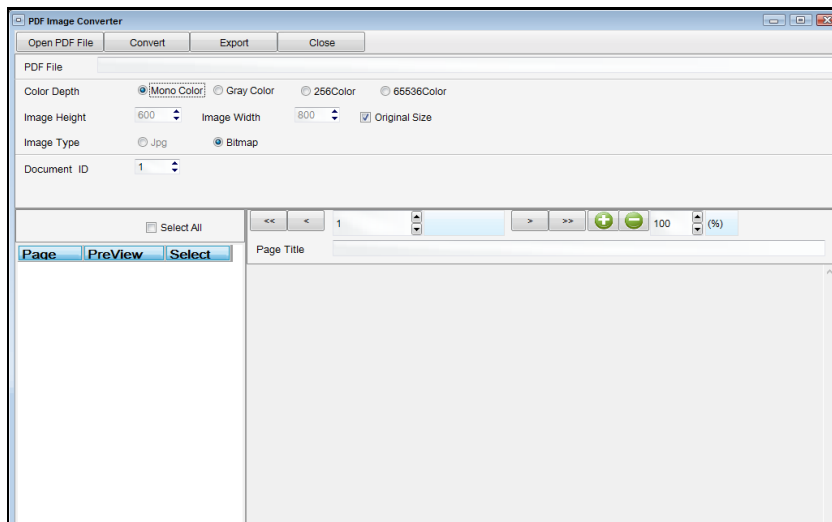 PDF Image Converter
Open PDF File Convert Export Close
PDF File
Color Depth Mono Color Gray Color 256Color 65536Color
Image Height 600 Image Width 800 Original Size
Image Type Jpg Bitmap
Document ID 1
Select All << < 1 > >> 100 (%)
Page PreView Select
Page Title